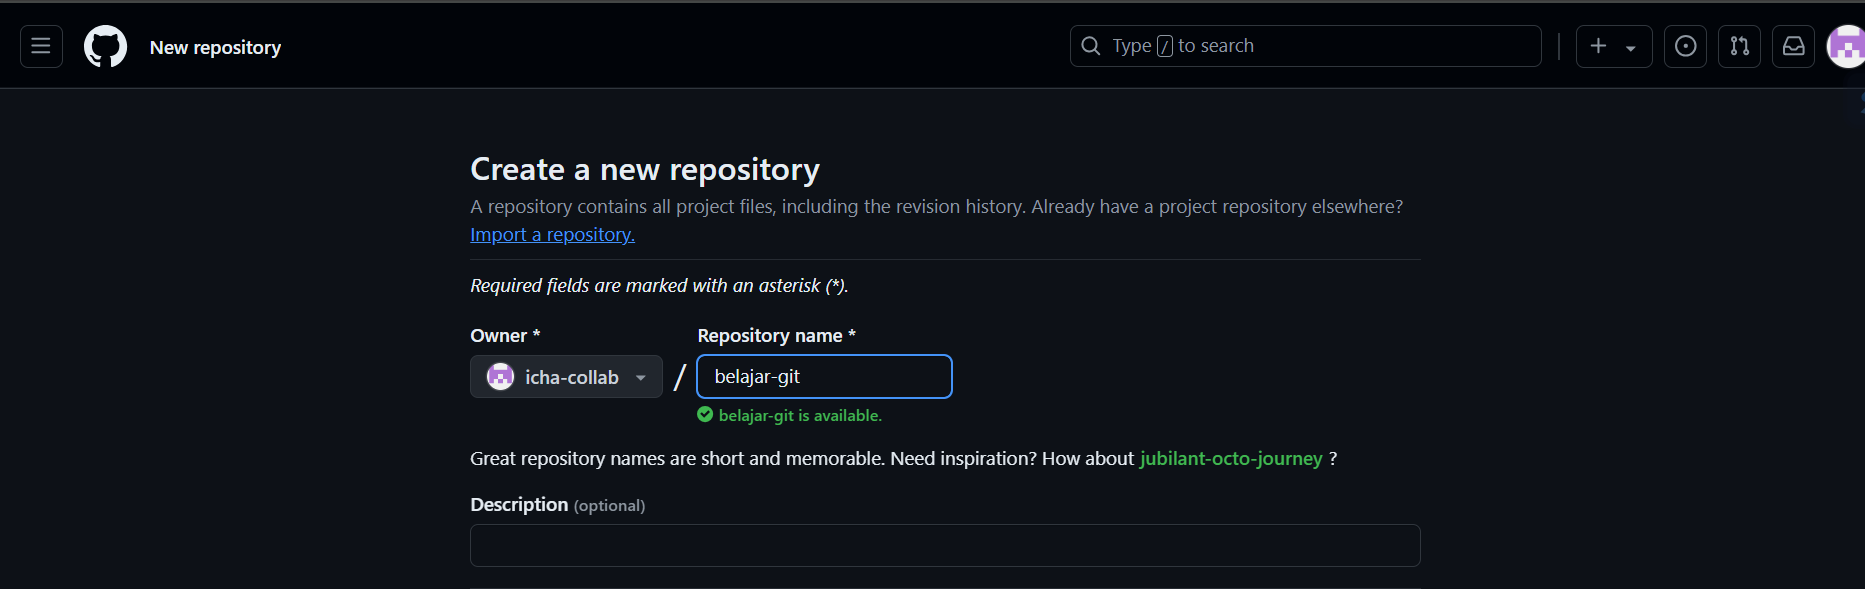 New repository
Type / to search
Create a new repository
A repository contains all project files, including the revision history. Already have a project repository elsewhere?
Import a repository.
Required fields are marked with an asterisk (*).
Owner * Repository name *
icha-collab / belajar-git
belajar-git is available.
Great repository names are short and memorable. Need inspiration? How about jubilant-octo-journey ?
Description (optional)